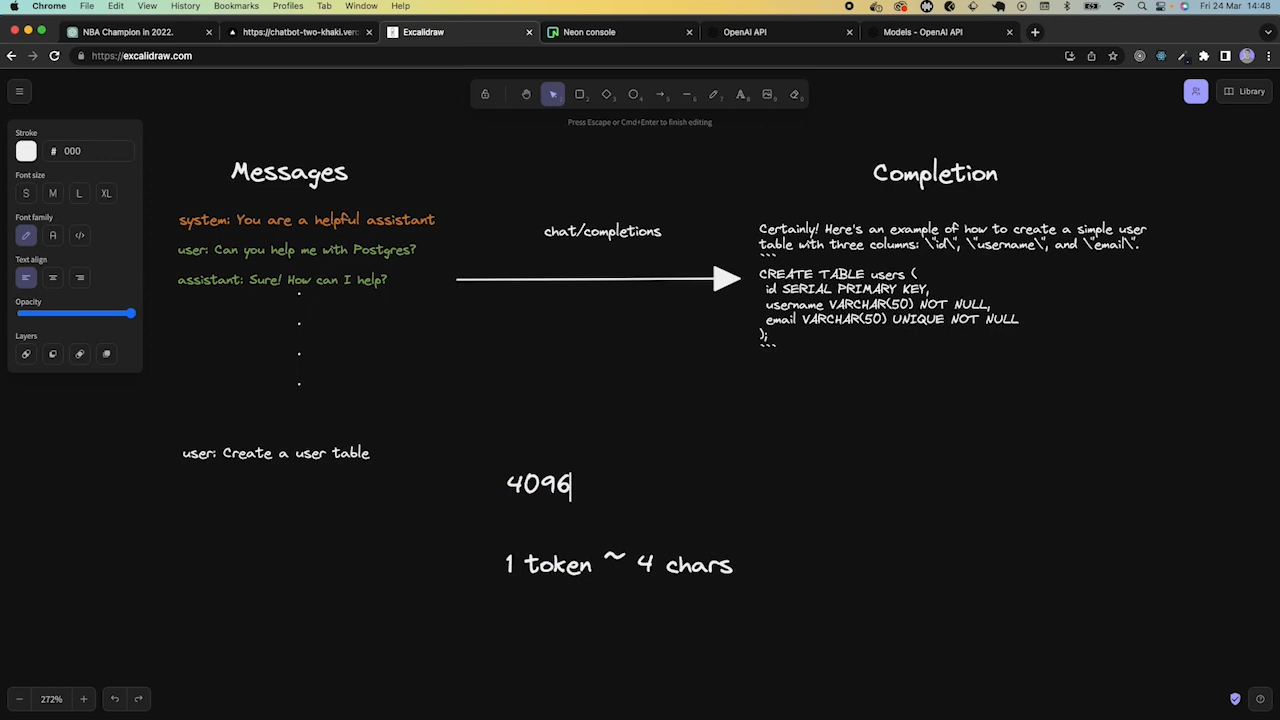 Chrome File Edit View History Bookmarks Profiles Tab Window Help
Fri 24 Mar 14:48
NBA Champion in 2022.
https://chatbot-two-khaki.verc
Excalidraw
Neon console
OpenAI API
Models - OpenAI API
https://excalidraw.com
Library
Press Escape or Cmd+Enter to finish editing
Stroke
# 000
Font size
S M L XL
Font family
A
Text align
Opacity
Layers
Messages
system: You are a helpful assistant
user: Can you help me with Postgres?
assistant: Sure! How can I help?
.
.
.
.
user: Create a user table
chat/completions
Completion
Certainly! Here's an example of how to create a simple user
table with three columns: \"id\", \"username\", and \"email\".
```
CREATE TABLE users (
id SERIAL PRIMARY KEY,
username VARCHAR(50) NOT NULL,
email VARCHAR(50) UNIQUE NOT NULL
);
```
4096
1 token ~ 4 chars
272%